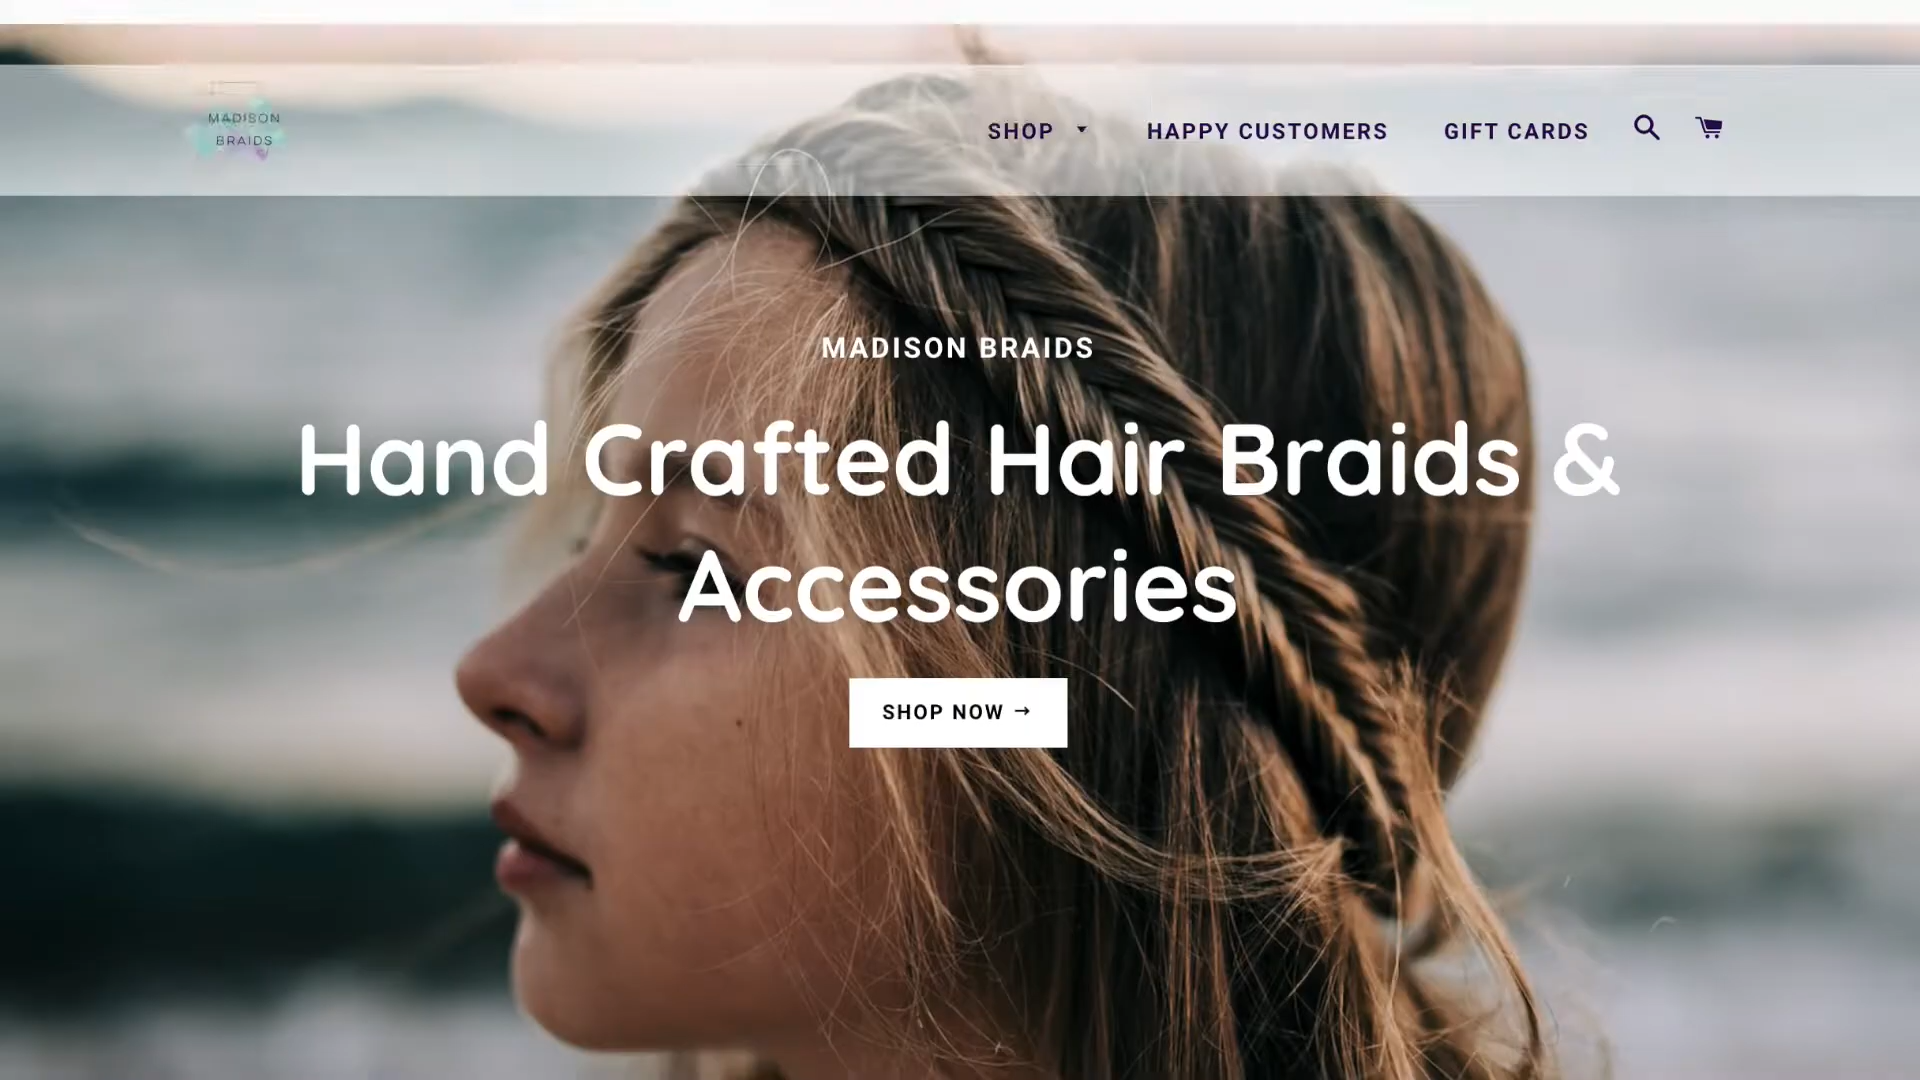 MADISON
BRAIDS
SHOP
HAPPY CUSTOMERS
GIFT CARDS
MADISON BRAIDS
Hand Crafted Hair Braids &
Accessories
SHOP NOW →